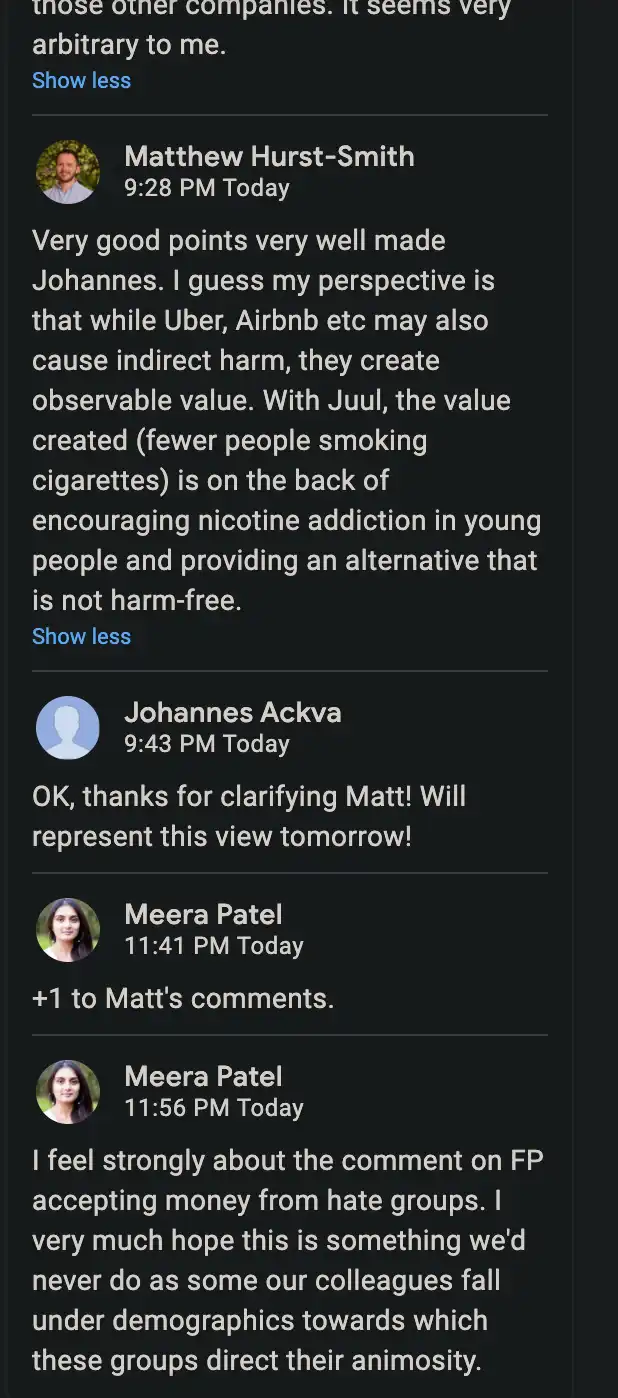 those other companies. It seems very
arbitrary to me.
Show less
Matthew Hurst-Smith
9:28 PM Today
Very good points very well made
Johannes. I guess my perspective is
that while Uber, Airbnb etc may also
cause indirect harm, they create
observable value. With Juul, the value
created (fewer people smoking
cigarettes) is on the back of
encouraging nicotine addiction in young
people and providing an alternative that
is not harm-free.
Show less
Johannes Ackva
9:43 PM Today
OK, thanks for clarifying Matt! Will
represent this view tomorrow!
Meera Patel
11:41 PM Today
+1 to Matt's comments.
Meera Patel
11:56 PM Today
I feel strongly about the comment on FP
accepting money from hate groups. I
very much hope this is something we'd
never do as some our colleagues fall
under demographics towards which
these groups direct their animosity.